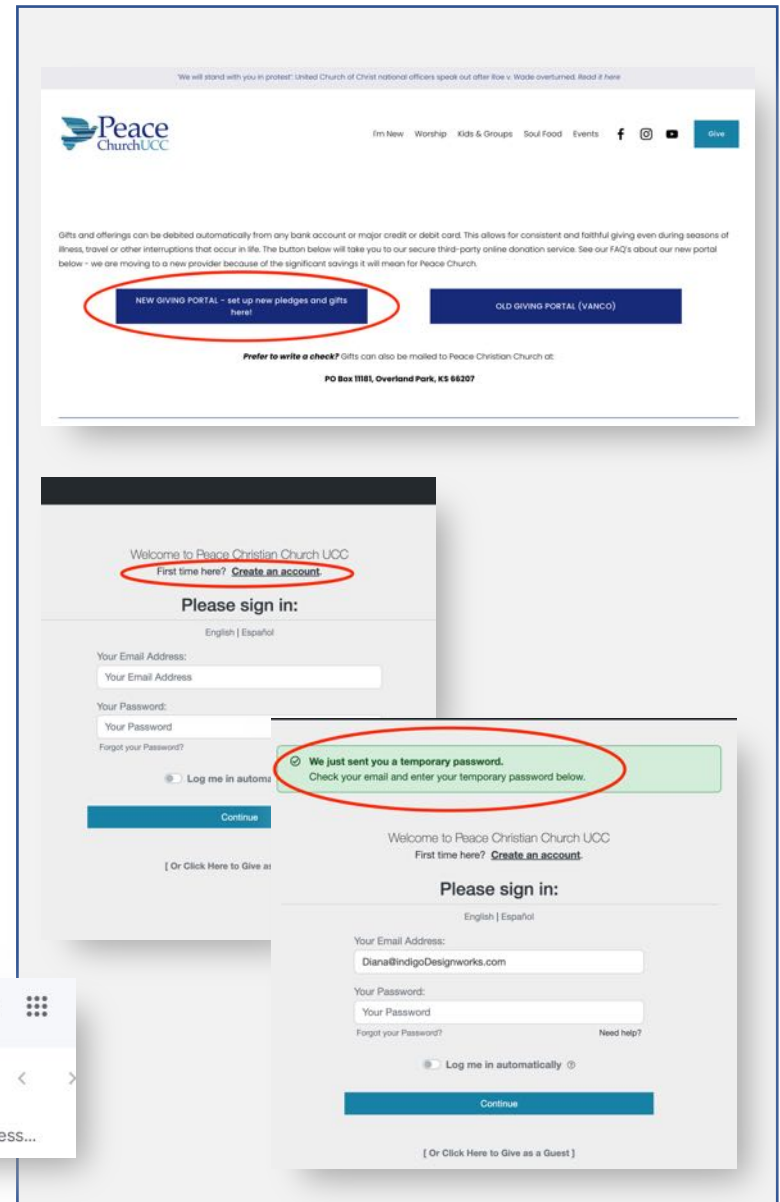 'We will stand with you in protest': United Church of Christ national officers speak out after Roe v. Wade overturned. Read it here
Peace
ChurchUCC
I'm New Worship Kids & Groups Soul Food Events Give
Gifts and offerings can be debited automatically from any bank account or major credit or debit card. This allows for consistent and faithful giving even during seasons of
illness, travel or other interruptions that occur in life. The button below will take you to our secure third-party online donation service. See our FAQ's about our new portal
below - we are moving to a new provider because of the significant savings it will mean for Peace Church.
NEW GIVING PORTAL - set up new pledges and gifts
here!
OLD GIVING PORTAL (VANCO)
Prefer to write a check? Gifts can also be mailed to Peace Christian Church at:
PO Box 11181, Overland Park, KS 66207
Welcome to Peace Christian Church UCC
First time here? Create an account.
Please sign in:
English | Español
Your Email Address:
Your Email Address
Your Password:
Your Password
Forgot your Password?
Log me in automa
Continue
[ Or Click Here to Give a
We just sent you a temporary password.
Check your email and enter your temporary password below.
Welcome to Peace Christian Church UCC
First time here? Create an account.
Please sign in:
English | Español
Your Email Address:
Diana@indigoDesignworks.com
Your Password:
Your Password
Forgot your Password? Need help?
Log me in automatically
Continue
[ Or Click Here to Give as a Guest ]
ess...